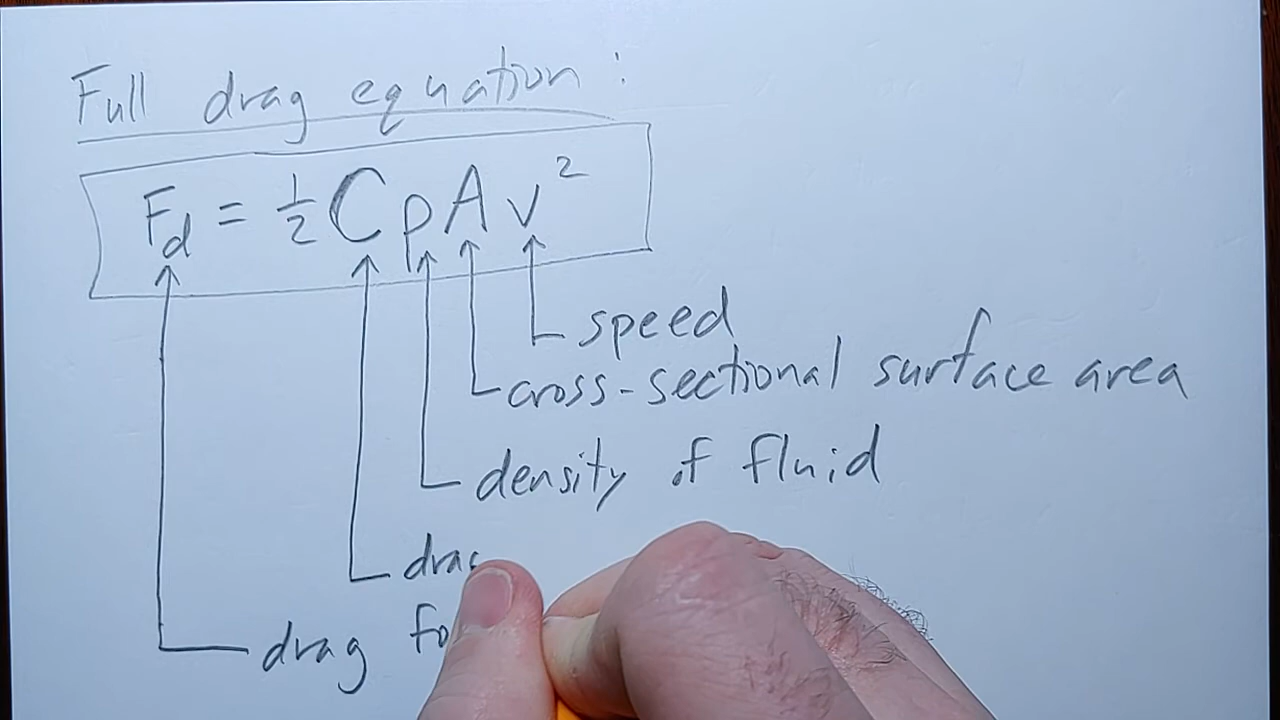 Full drag equation:
F_d = ½ C ρ A v²
speed
cross-sectional surface area
density of fluid
drag